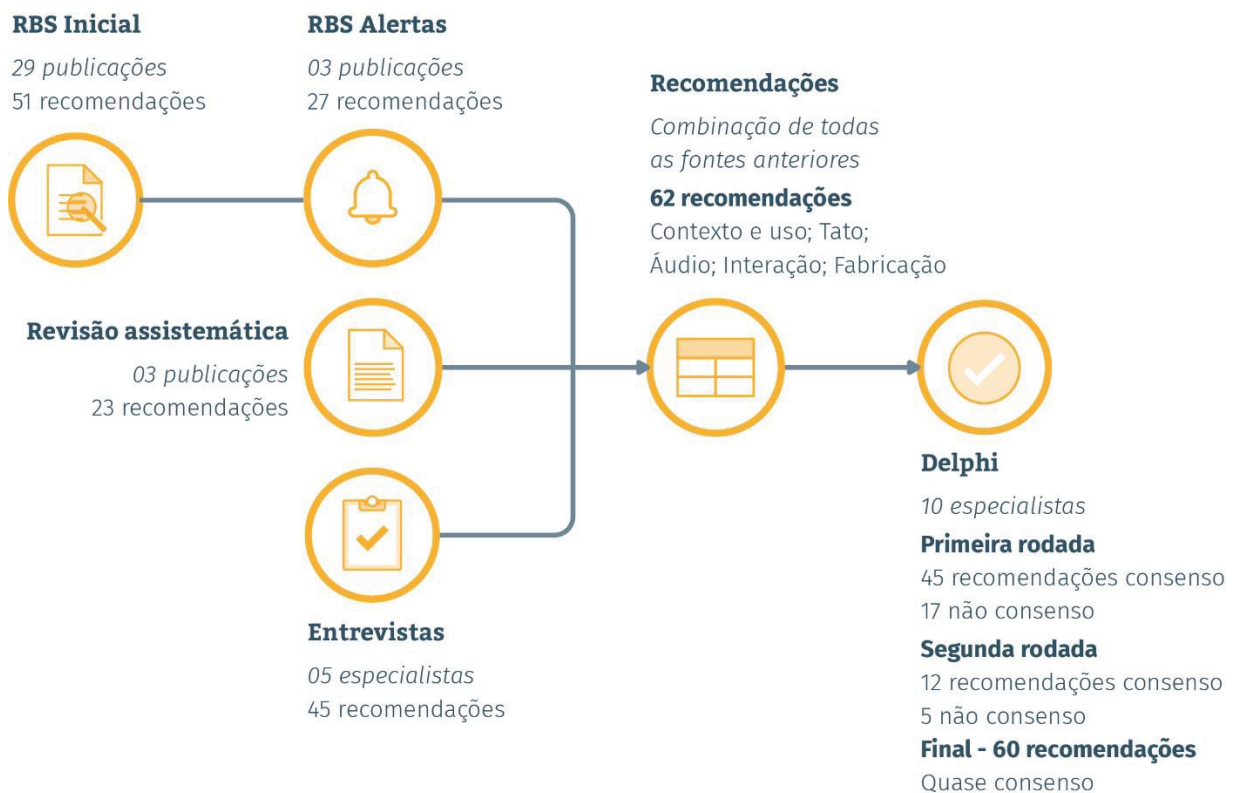 RBS Inicial
29 publicações
51 recomendações
RBS Alertas
03 publicações
27 recomendações
Revisão assistemática
03 publicações
23 recomendações
Entrevistas
05 especialistas
45 recomendações
Recomendações
Combinação de todas
as fontes anteriores
62 recomendações
Contexto e uso; Tato;
Áudio; Interação; Fabricação
Delphi
10 especialistas
Primeira rodada
45 recomendações consenso
17 não consenso
Segunda rodada
12 recomendações consenso
5 não consenso
Final - 60 recomendações
Quase consenso